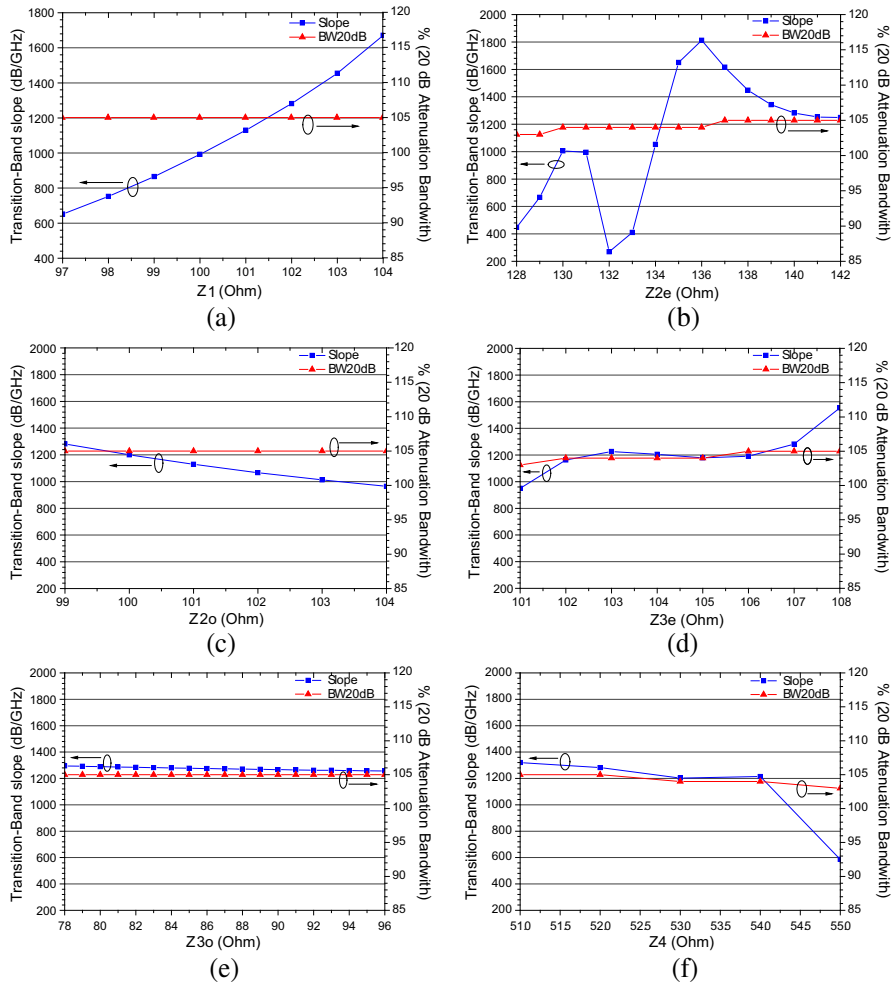 1800
1600
1400
1200
1000
800
600
400
Transition-Band slope (dB/GHz)
Slope
BW20dB
120
115
110
105
100
95
90
85
% (20 dB Attenuation Bandwith)
97 98 99 100 101 102 103 104
Z1 (Ohm)
(a)
2000
1800
1600
1400
1200
1000
800
600
400
200
Transition-Band slope (dB/GHz)
Slope
BW20dB
120
115
110
105
100
95
90
85
% (20 dB Attenuation Bandwith)
128 130 132 134 136 138 140 142
Z2e (Ohm)
(b)
2000
1800
1600
1400
1200
1000
800
600
400
200
Transition-Band slope (dB/GHz)
Slope
BW20dB
120
115
110
105
100
95
90
85
% (20 dB Attenuation Bandwith)
99 100 101 102 103 104
Z2o (Ohm)
(c)
2000
1800
1600
1400
1200
1000
800
600
400
200
Transition-Band slope (dB/GHz)
Slope
BW20dB
120
115
110
105
100
95
90
85
% (20 dB Attenuation Bandwith)
101 102 103 104 105 106 107 108
Z3e (Ohm)
(d)
2000
1800
1600
1400
1200
1000
800
600
400
200
Transition-Band slope (dB/GHz)
Slope
BW20dB
120
115
110
105
100
95
90
85
% (20 dB Attenuation Bandwith)
78 80 82 84 86 88 90 92 94 96
Z3o (Ohm)
(e)
2000
1800
1600
1400
1200
1000
800
600
400
200
Transition-Band slope (dB/GHz)
Slope
BW20dB
120
115
110
105
100
95
90
85
% (20 dB Attenuation Bandwith)
510 515 520 525 530 535 540 545 550
Z4 (Ohm)
(f)